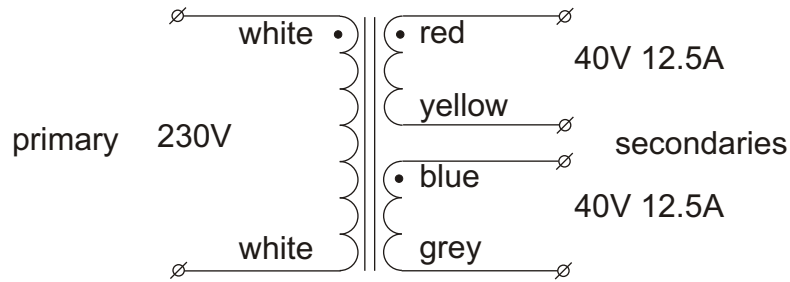 white
red
40V 12.5A
yellow
primary 230V
secondaries
blue
40V 12.5A
white
grey